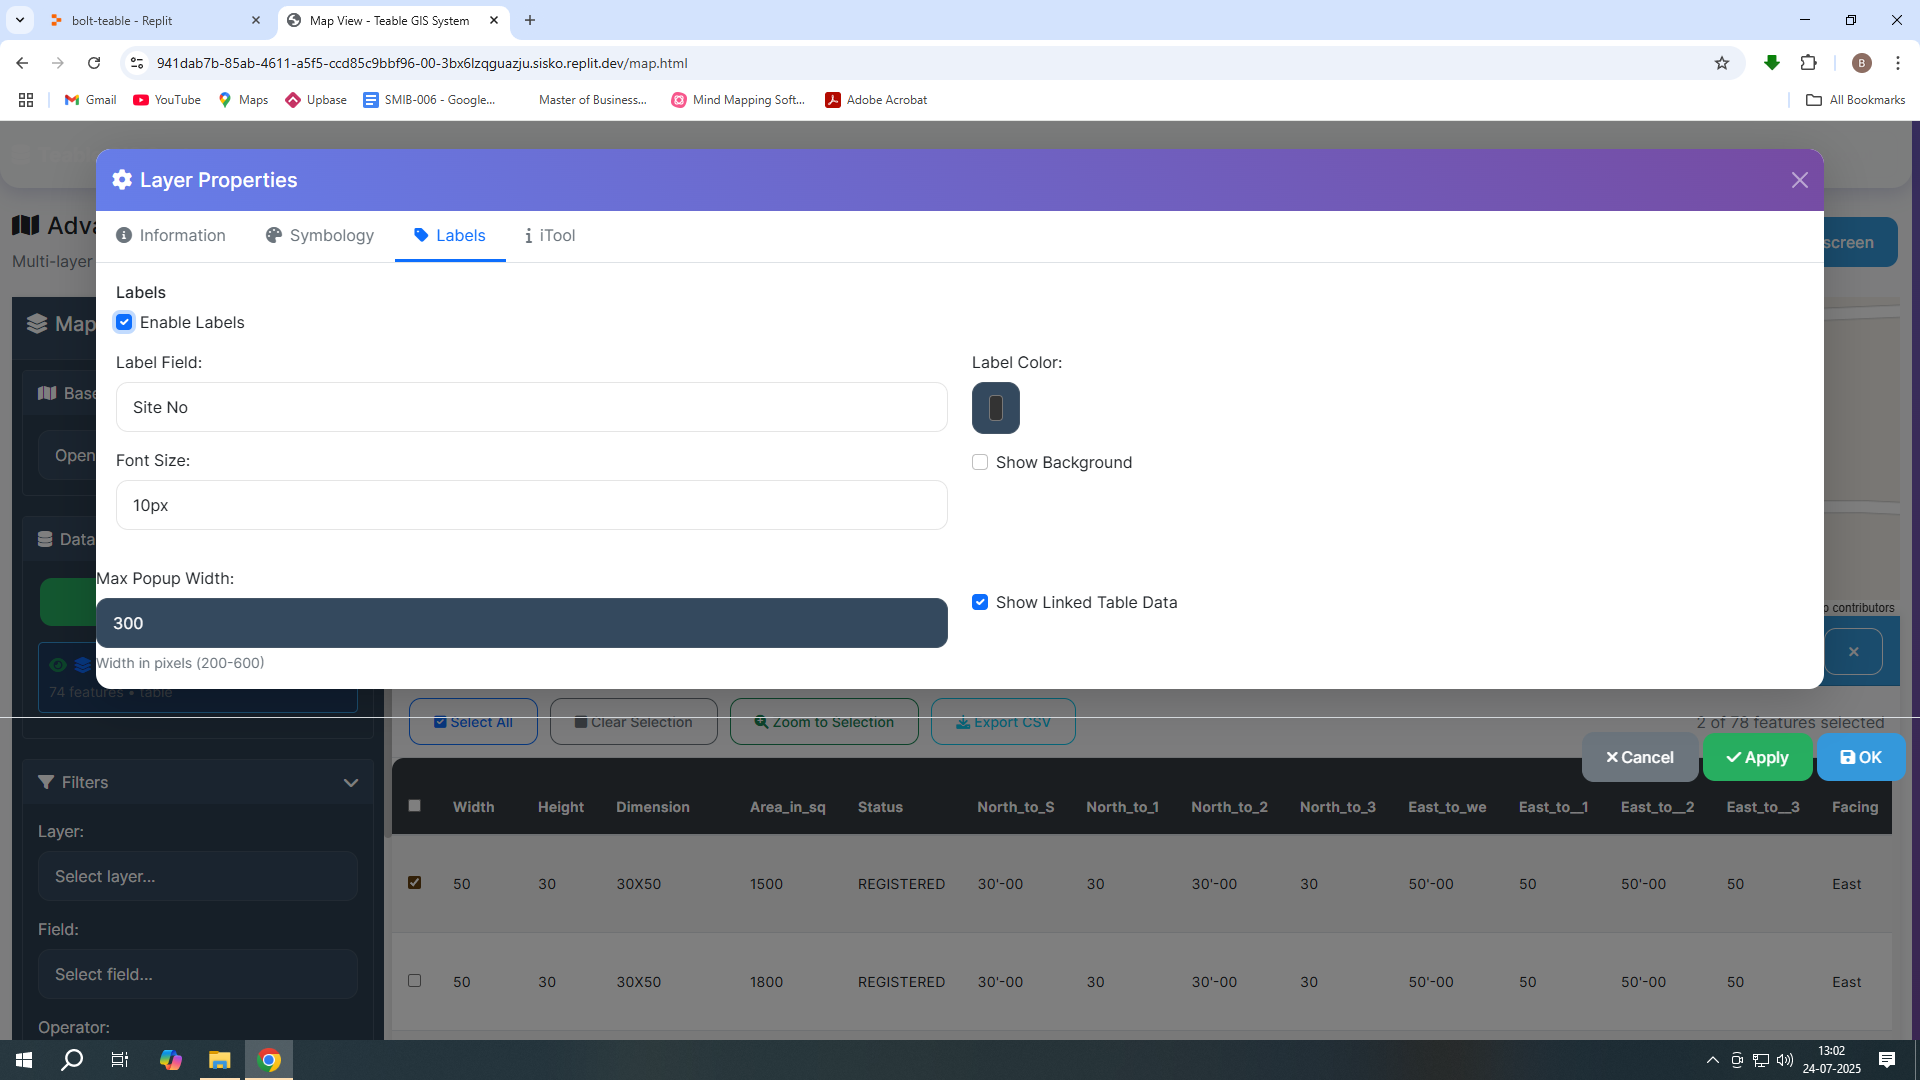 bolt-teable - Replit
Map View - Teable GIS System
941dab7b-85ab-4611-a5f5-ccd85c9bbf96-00-3bx6lzqguazju.sisko.replit.dev/map.html
B
Gmail
YouTube
Maps
Upbase
SMIB-006 - Google...
Master of Business...
Mind Mapping Soft...
Adobe Acrobat
All Bookmarks
Layer Properties
Adva
screen
Information
Symbology
Labels
iTool
Multi-layer
Labels
Enable Labels
Map
Label Field:
Label Color:
Base
Site No
Open
Font Size:
Show Background
10px
Data
Max Popup Width:
Show Linked Table Data
contributors
300
Width in pixels (200-600)
74 features • table
Select All
Clear Selection
Zoom to Selection
Export CSV
2 of 78 features selected
Cancel
Apply
OK
Filters
Width Height Dimension Area_in_sq Status North_to_S North_to_1 North_to_2 North_to_3 East_to_we East_to__1 East_to__2 East_to__3 Facing
Layer:
Select layer...
50 30 30X50 1500 REGISTERED 30'-00 30 30'-00 30 50'-00 50 50'-00 50 East
Field:
Select field...
50 30 30X50 1800 REGISTERED 30'-00 30 30'-00 30 50'-00 50 50'-00 50 East
Operator:
13:02
24-07-2025